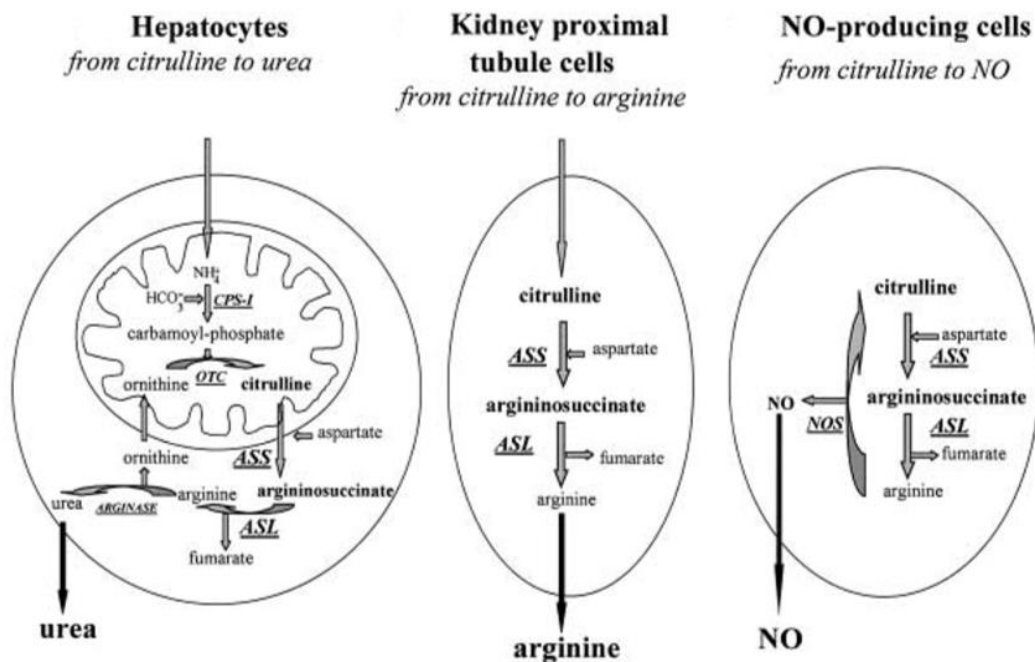 Hepatocytes
from citrulline to urea
NH4+
HCO3-
CPS-I
carbamoyl-phosphate
OTC
ornithine
citrulline
aspartate
ASS
ornithine
urea
ARGINASE
arginine
argininosuccinate
ASL
fumarate
urea
Kidney proximal
tubule cells
from citrulline to arginine
citrulline
ASS
aspartate
argininosuccinate
ASL
fumarate
arginine
arginine
NO-producing cells
from citrulline to NO
citrulline
aspartate
ASS
NO
NOS
argininosuccinate
ASL
fumarate
arginine
NO